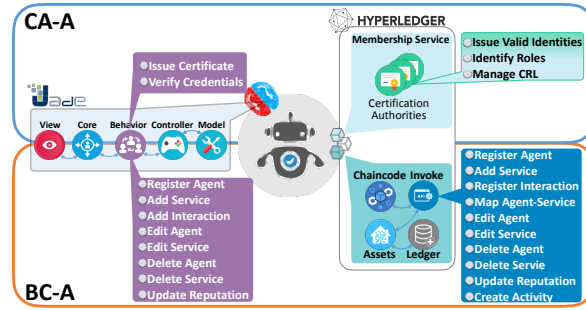 CA-A
HYPERLEDGER
Issue Certificate
Verify Credentials
Membership Service
Certification
Authorities
Issue Valid Identities
Identify Roles
Manage CRL
Jade
View
Core
Behavior
Controller
Model
Register Agent
Add Service
Add Interaction
Edit Agent
Edit Service
Delete Agent
Delete Service
Update Reputation
Chaincode
Invoke
API
Assets
Ledger
Register Agent
Add Service
Register Interaction
Map Agent-Service
Edit Agent
Edit Service
Delete Agent
Delete Servie
Update Reputation
Create Activity
BC-A